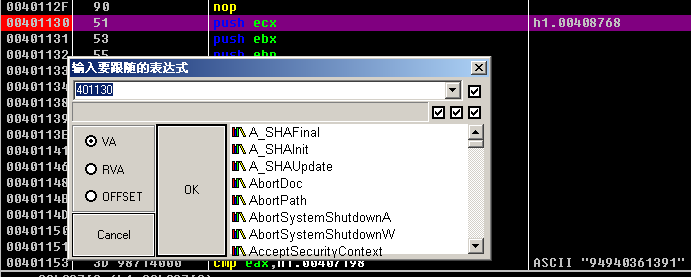 0040112F 90 nop
00401130 51 push ecx h1.00408768
00401131 53 push ebx
00401132 55 push ebp
00401133
输入要跟随的表达式
00401134
401130
00401138
00401139
0040113E A_SHAFinal
VA
00401141 A_SHAInit
00401146 A_SHAUpdate
RVA
00401148 AbortDoc
OK
0040114B AbortPath
OFFSET
0040114D AbortSystemShutdownA
00401150 AbortSystemShutdownW
Cancel
00401151 AcceptSecurityContext
00401153 3D 98714000 cmp eax,h1.00407198 ASCII "94940361391"